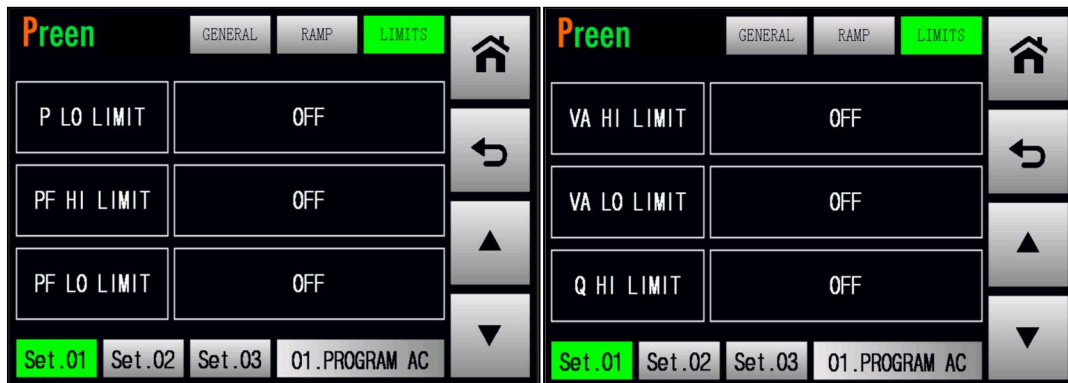 Preen GENERAL RAMP LIMITS
P LO LIMIT OFF
PF HI LIMIT OFF
PF LO LIMIT OFF
Set.01 Set.02 Set.03 01.PROGRAM AC
Preen GENERAL RAMP LIMITS
VA HI LIMIT OFF
VA LO LIMIT OFF
Q HI LIMIT OFF
Set.01 Set.02 Set.03 01.PROGRAM AC